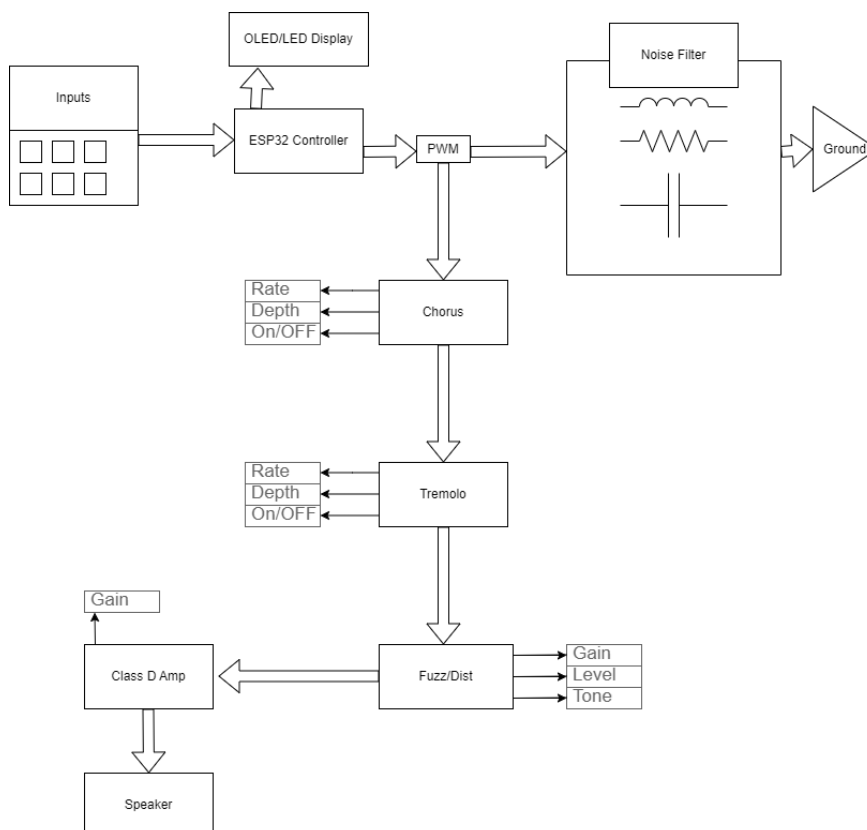 OLED/LED Display
Noise Filter
Inputs
ESP32 Controller
PWM
Ground
Rate
Depth
On/OFF
Chorus
Rate
Depth
On/OFF
Tremolo
Gain
Class D Amp
Fuzz/Dist
Gain
Level
Tone
Speaker